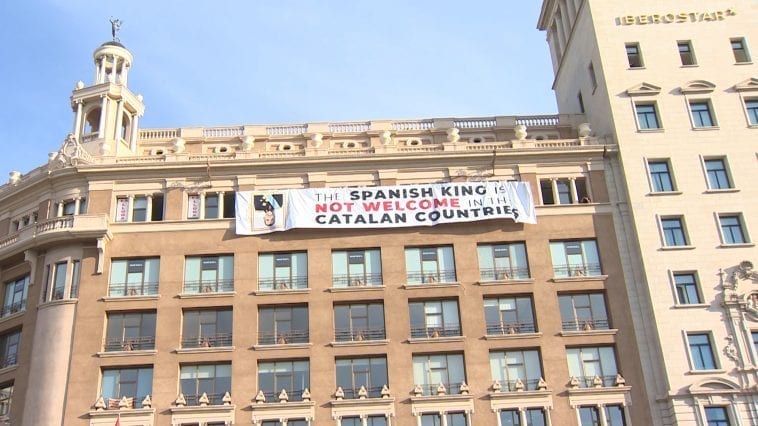 IBEROSTAR
THE SPANISH KING IS
NOT WELCOME IN THE
CATALAN COUNTRIES